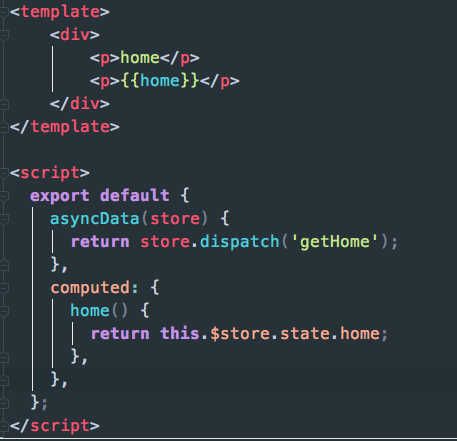 <template>
    <div>
        <p>home</p>
        <p>{{home}}</p>
    </div>
</template>

<script>
  export default {
    asyncData(store) {
      return store.dispatch('getHome');
    },
    computed: {
      home() {
        return this.$store.state.home;
      },
    },
  };
</script>